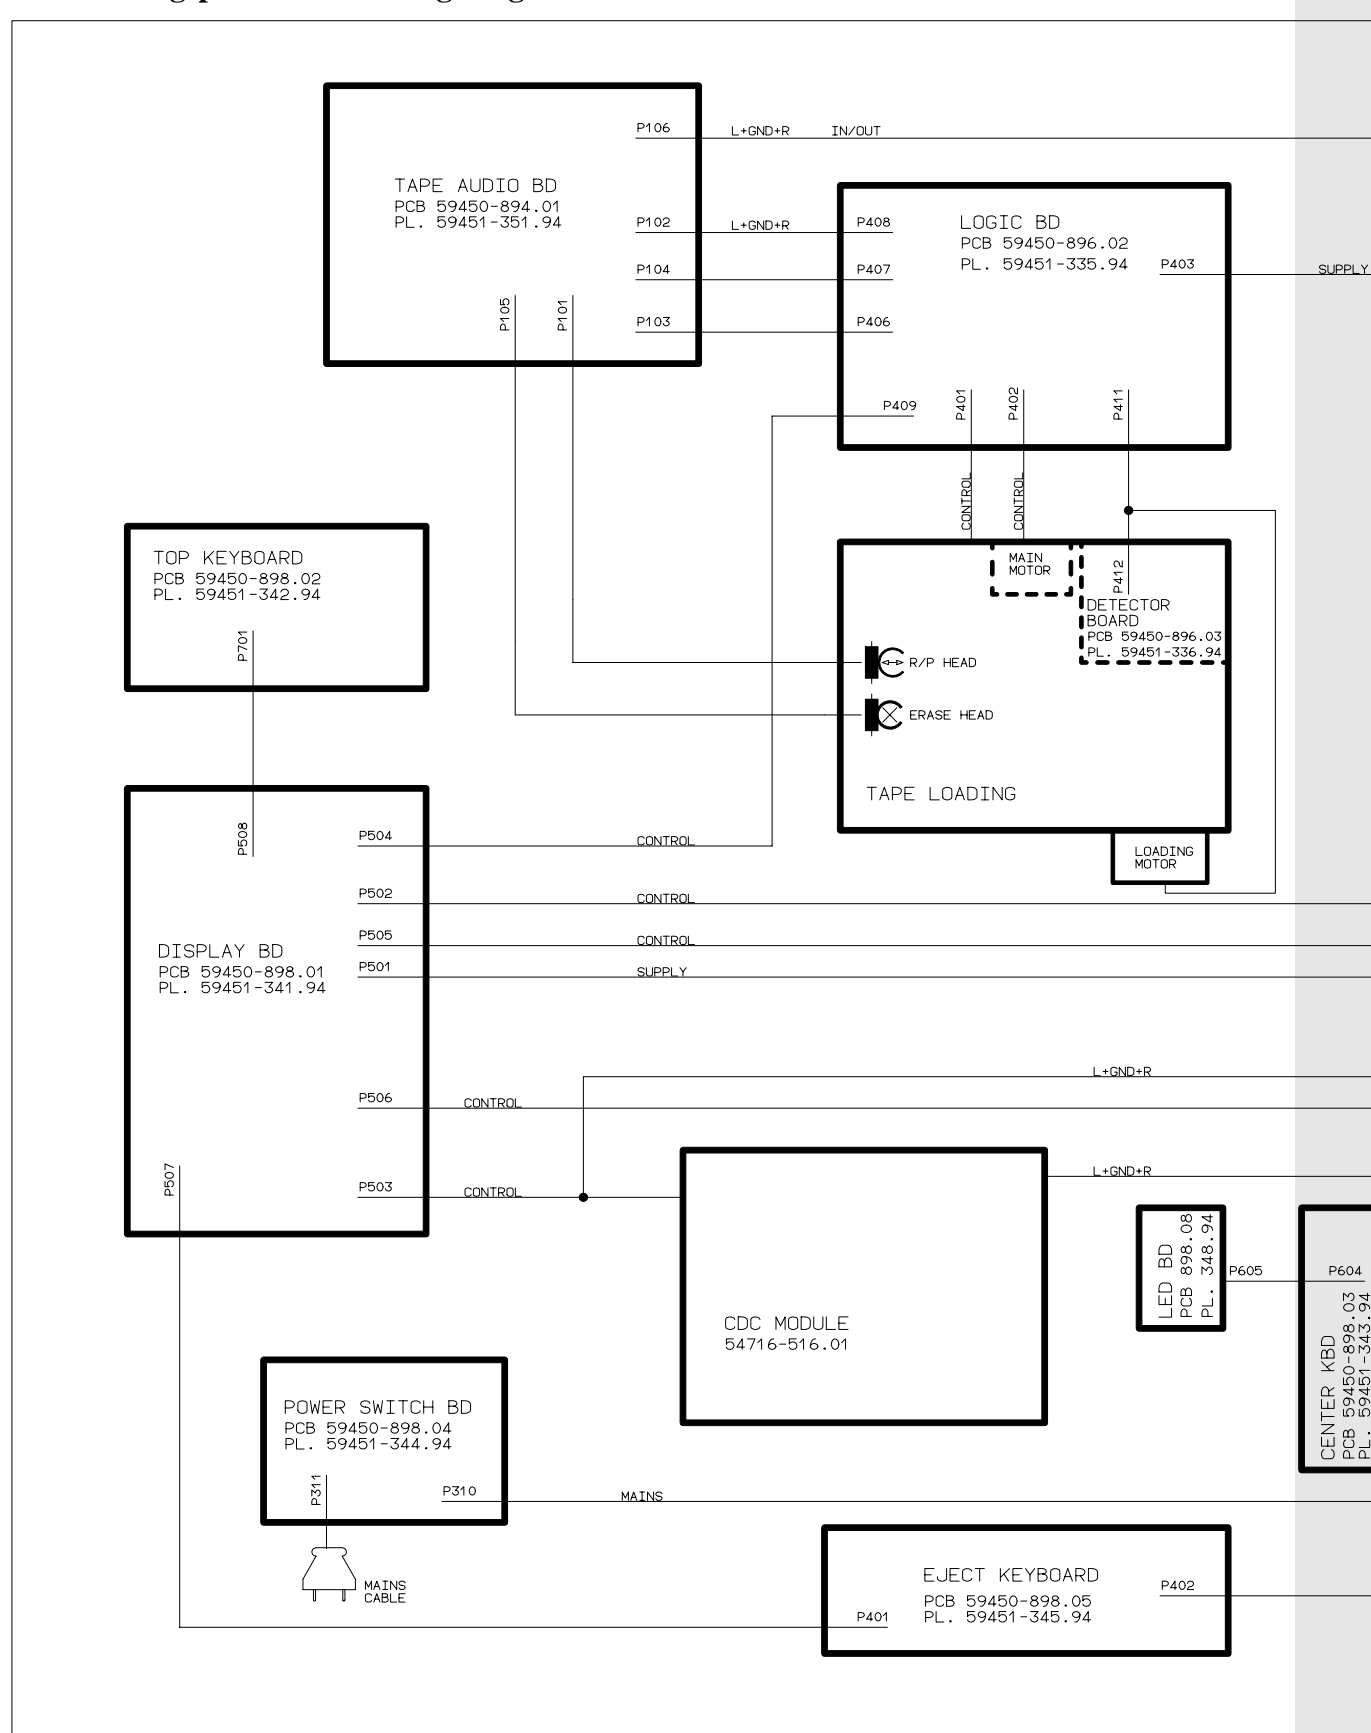 P106
L+GND+R
IN/OUT
TAPE AUDIO BD
PCB 59450-894.01
PL. 59451-351.94
P102
L+GND+R
P104
P103
P105
P101
P408
P407
P406
LOGIC BD
PCB 59450-896.02
PL. 59451-335.94
P403
SUPPLY
P409
P401
P402
P411
CONTROL
CONTROL
TOP KEYBOARD
PCB 59450-898.02
PL. 59451-342.94
P701
MAIN
MOTOR
P412
DETECTOR
BOARD
PCB 59450-896.03
PL. 59451-336.94
R/P HEAD
ERASE HEAD
TAPE LOADING
LOADING
MOTOR
P508
P504
CONTROL
P502
CONTROL
P505
CONTROL
P501
SUPPLY
DISPLAY BD
PCB 59450-898.01
PL. 59451-341.94
L+GND+R
P506
CONTROL
P507
P503
CONTROL
L+GND+R
CDC MODULE
54716-516.01
LED BD
PCB 898.08
PL. 348.94
P605
P604
CENTER KBD
PCB 59450-898.03
PL. 59451-343.94
POWER SWITCH BD
PCB 59450-898.04
PL. 59451-344.94
P311
P310
MAINS
MAINS
CABLE
EJECT KEYBOARD
PCB 59450-898.05
PL. 59451-345.94
P401
P402